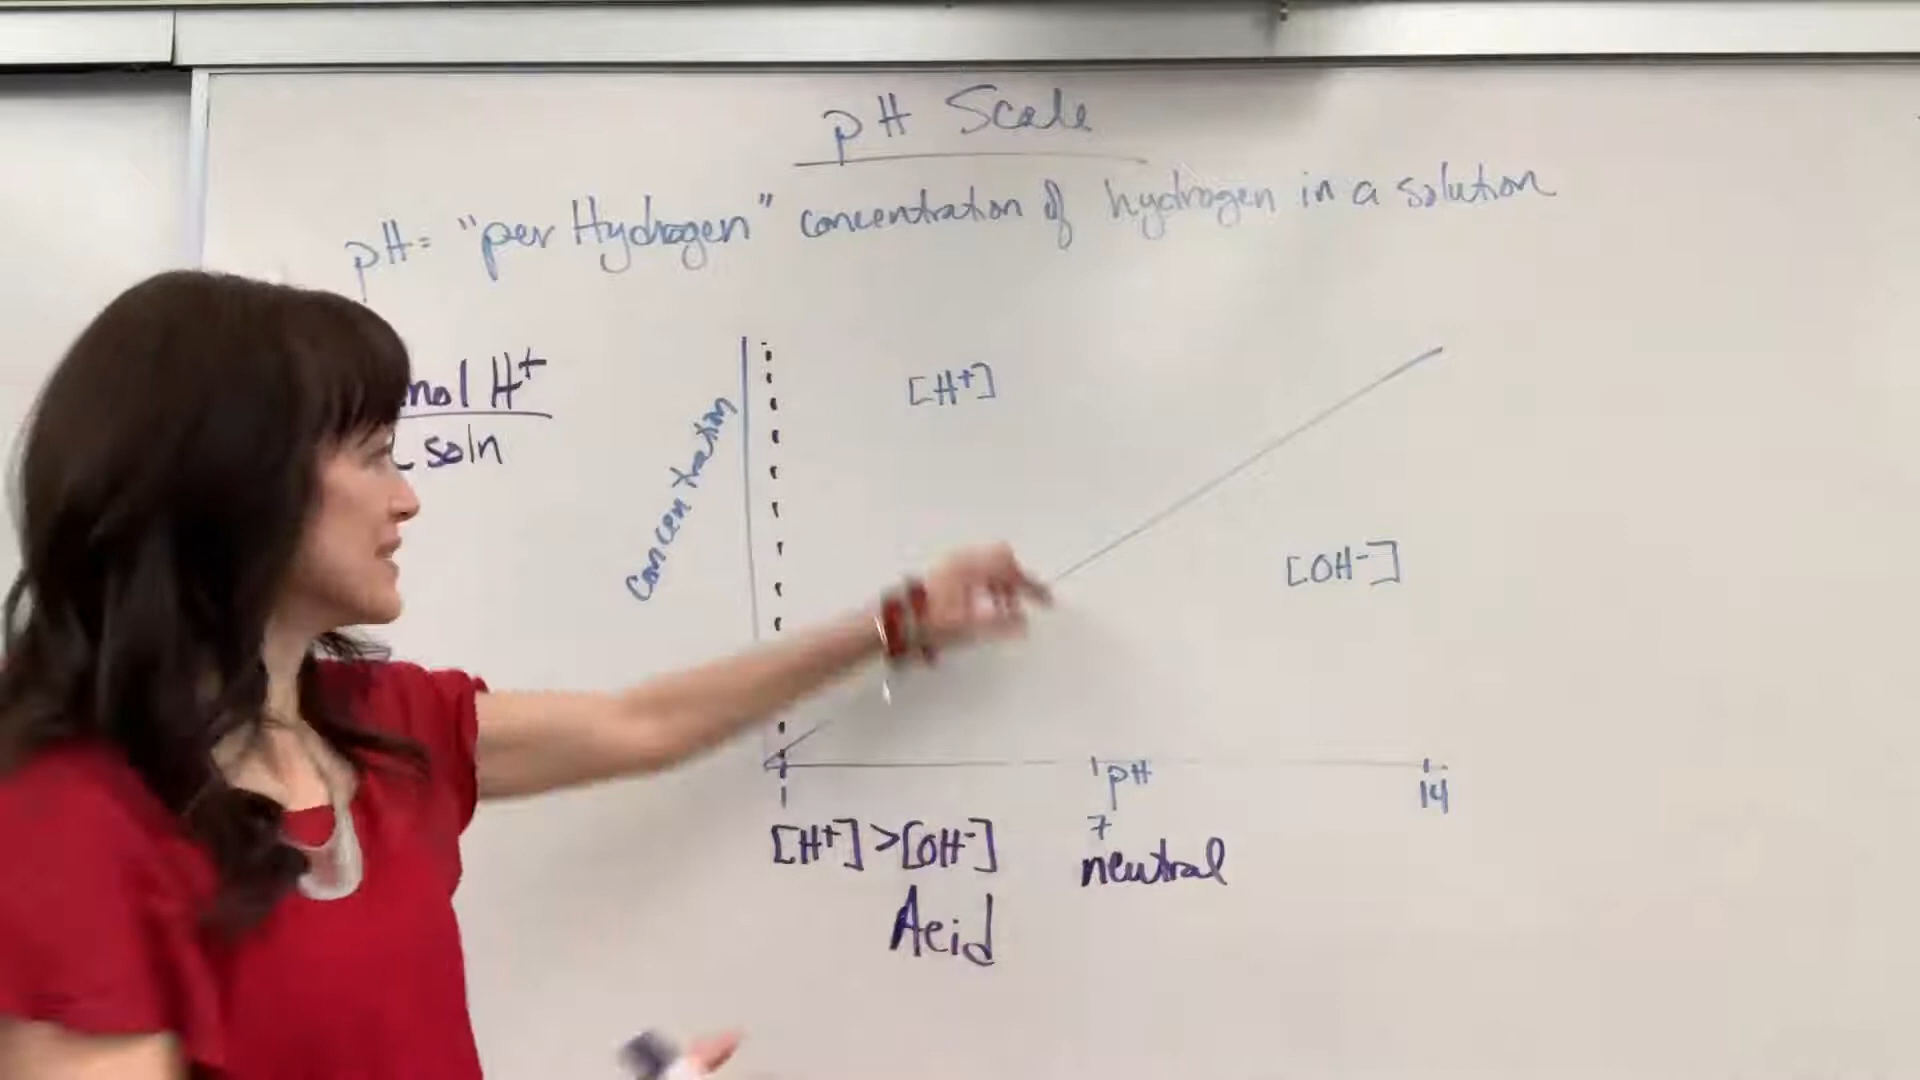 pH Scale
pH = "per Hydrogen" concentration of hydrogen in a solution
mol H+
L soln
Concentration
[H+]
[OH-]
1
pH
7
14
[H+] > [OH-]
neutral
Acid